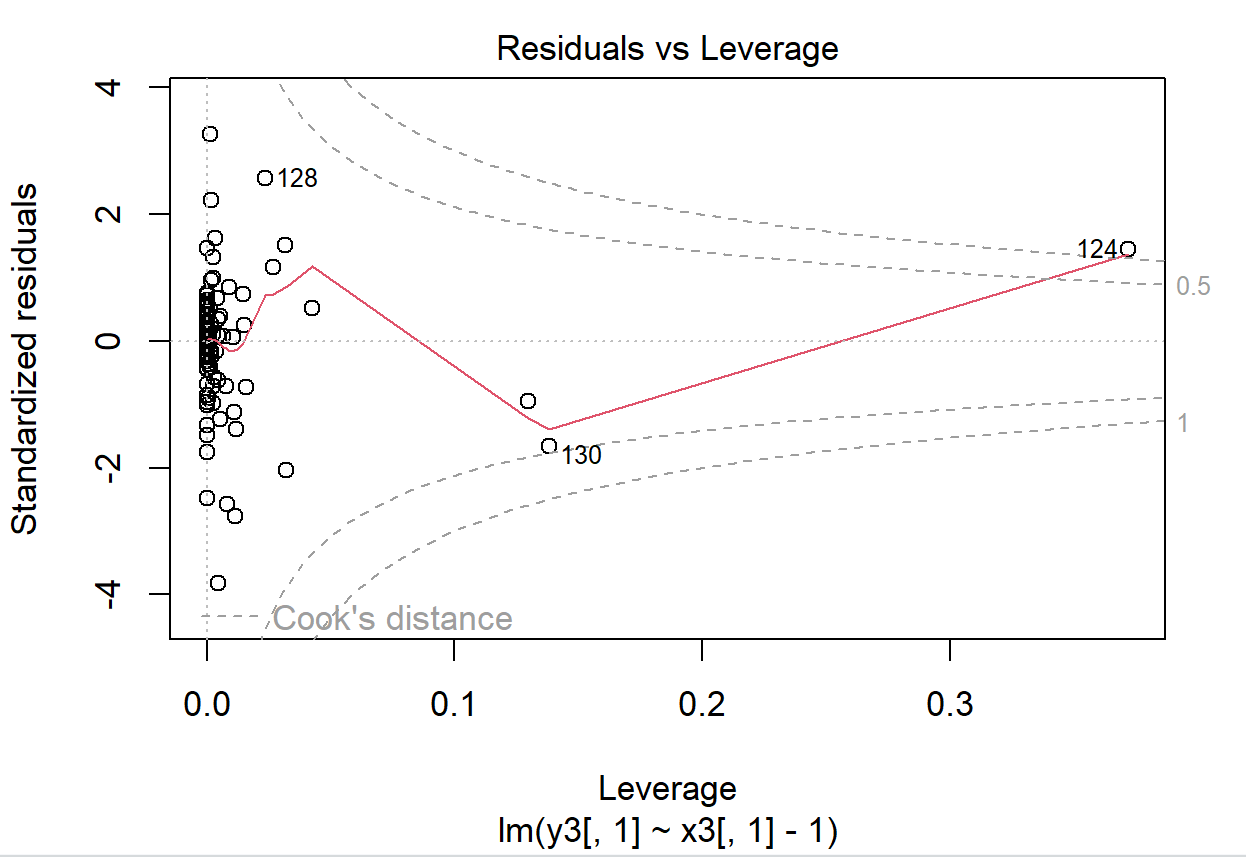 Residuals vs Leverage
Standardized residuals
4
2
0
-2
-4
128
124
130
0.5
1
Cook's distance
0.0 0.1 0.2 0.3
Leverage
lm(y3[, 1] ~ x3[, 1] - 1)